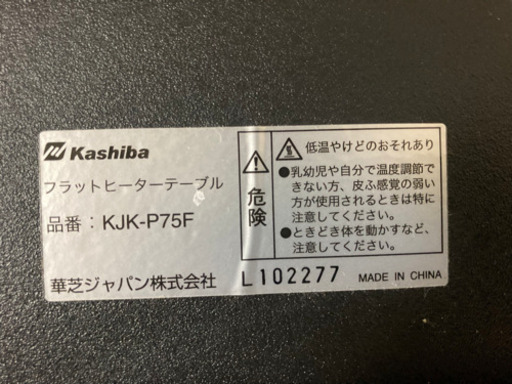 Kashiba
フラットヒーターテーブル
品番：KJK-P75F
華芝ジャパン株式会社
危険
低温やけどのおそれあり
●乳幼児や自分で温度調節で
きない方、皮ふ感覚の弱い
方が使用されるときは特に
注意してください。
●ときどき体を動かすなど、
注意してください。
L102277
MADE IN CHINA